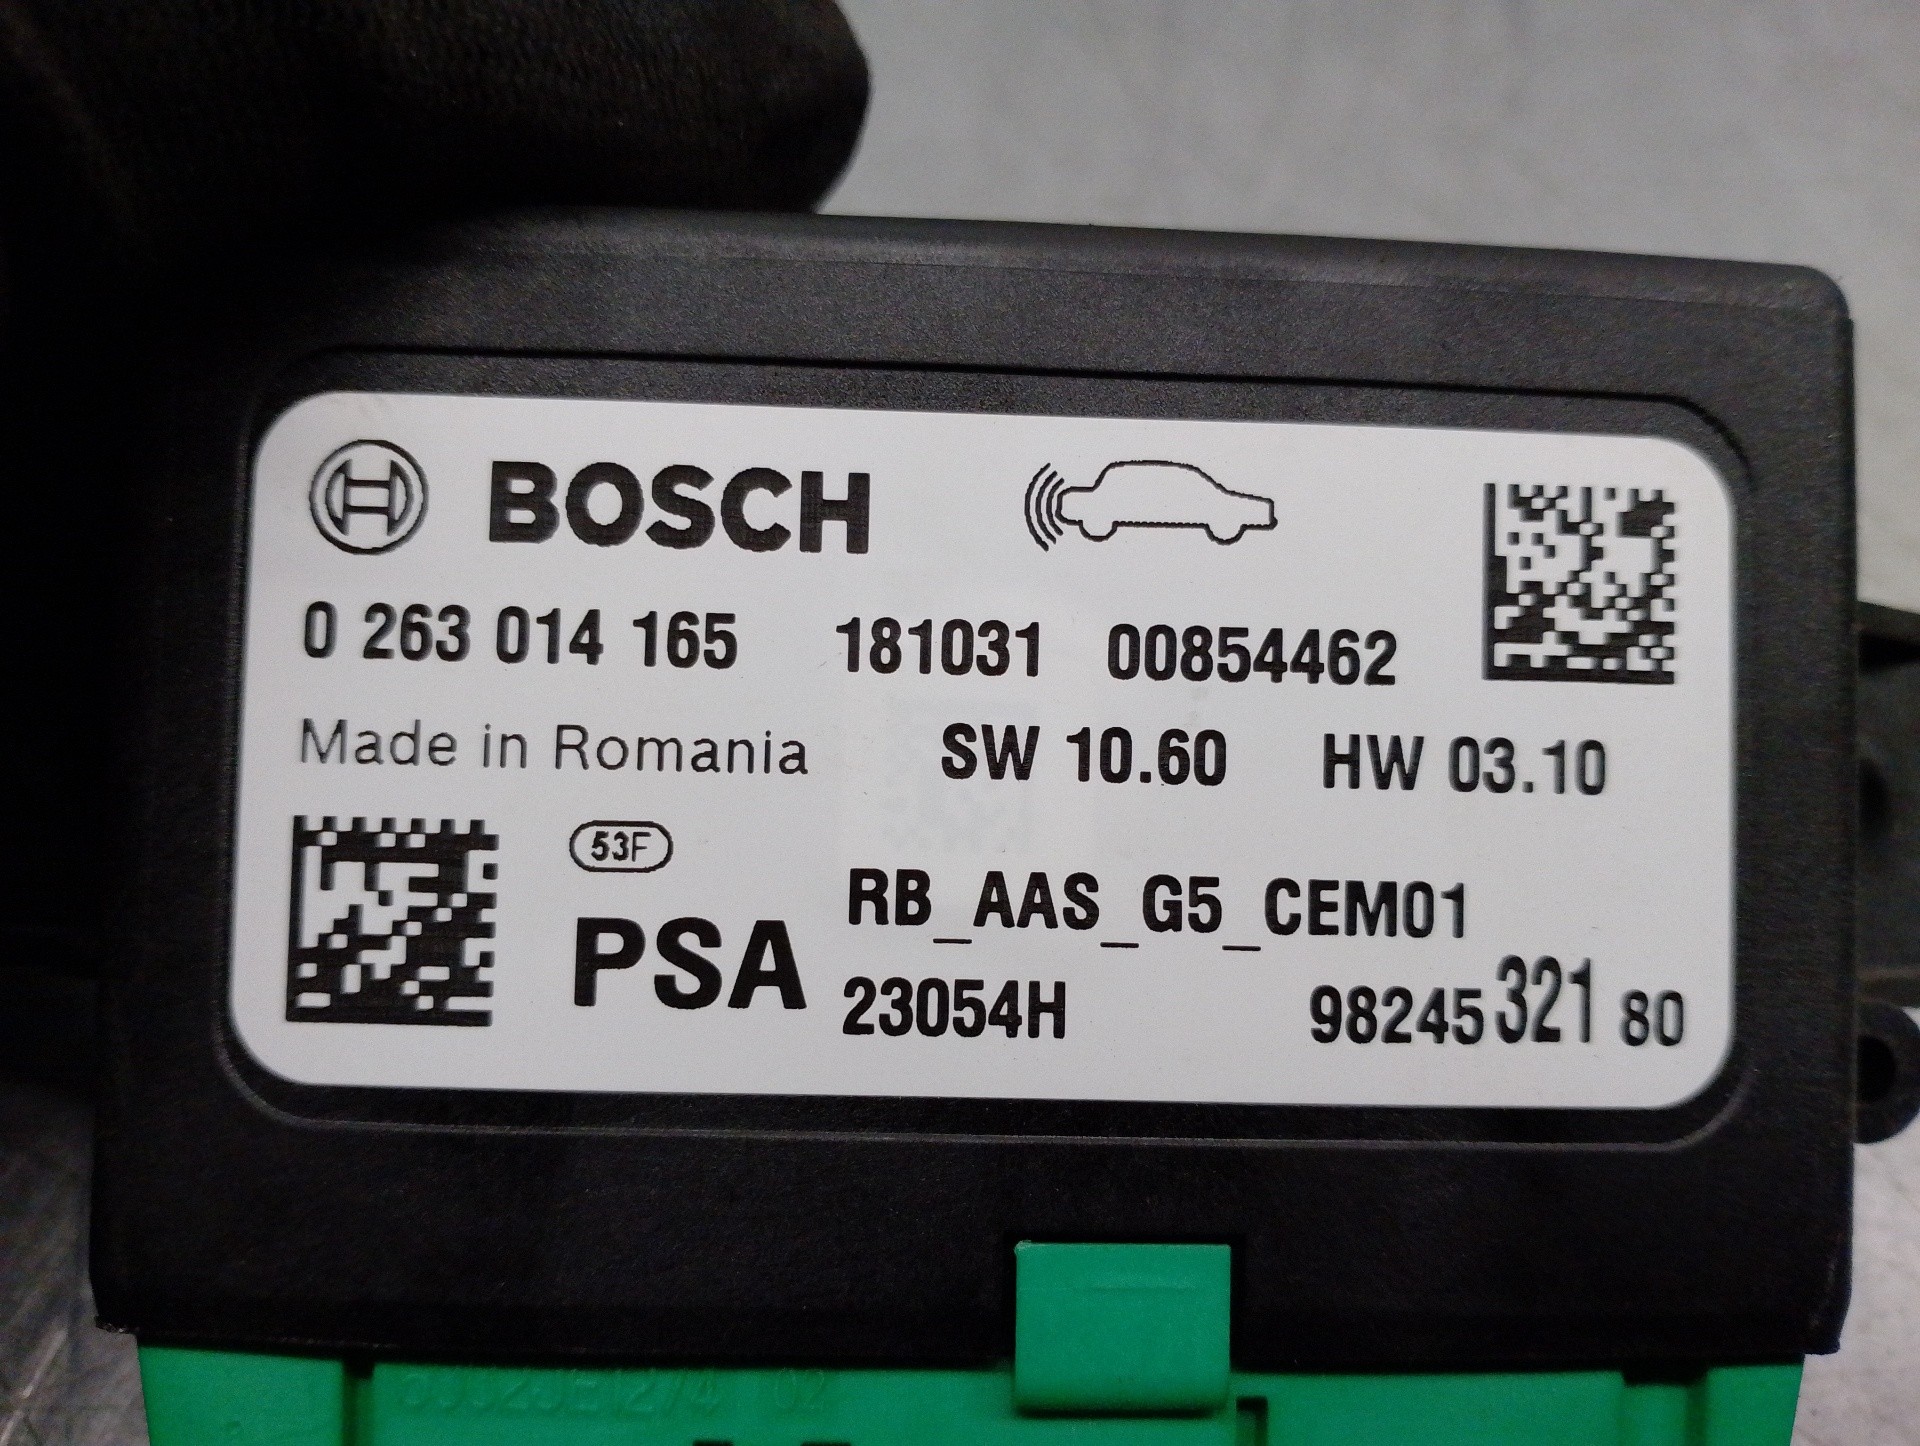 BOSCH
0 263 014 165 181031 00854462
Made in Romania SW 10.60 HW 03.10
53F
RB_AAS_G5_CEM01
PSA 23054H 98245 321 80
02